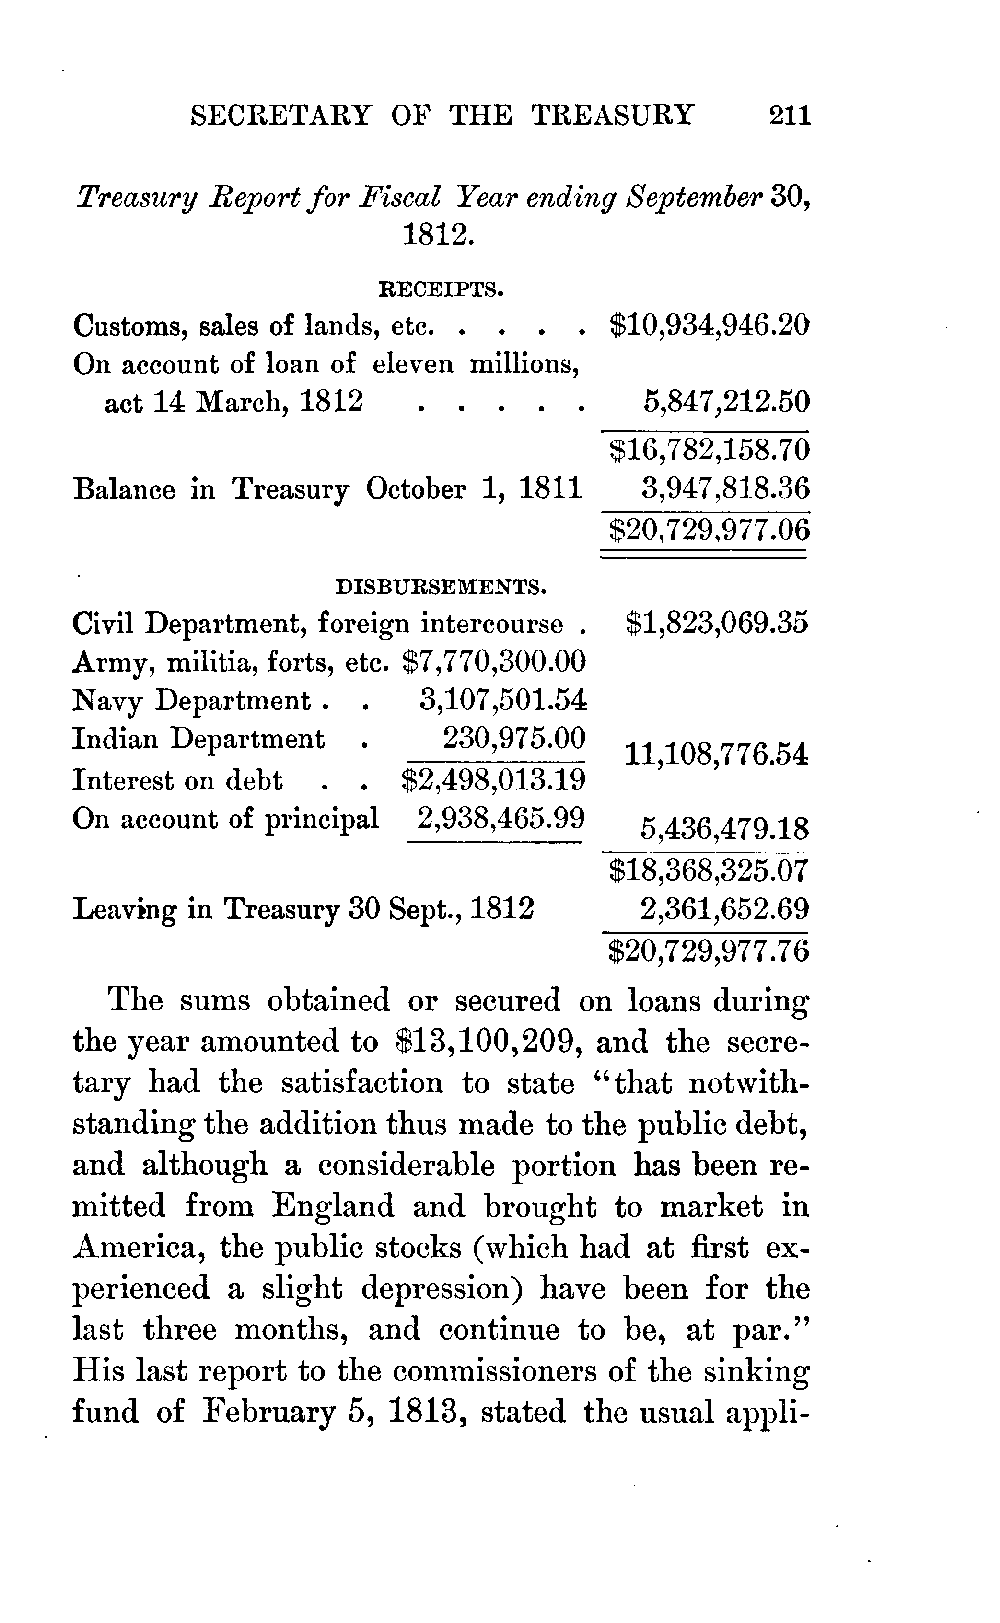 SECRETARY OF THE TREASURY 211
Treasury Report for Fiscal Year ending September 30,
1812.
RECEIPTS.
Customs, sales of lands, etc. . . . . $10,934,946.20
On account of loan of eleven millions,
act 14 March, 1812 . . . . . 5,847,212.50
$16,782,158.70
Balance in Treasury October 1, 1811 3,947,818.36
$20,729,977.06
DISBURSEMENTS.
Civil Department, foreign intercourse . $1,823,069.35
Army, militia, forts, etc. $7,770,300.00
Navy Department . . 3,107,501.54
Indian Department . 230,975.00 11,108,776.54
Interest on debt . . $2,498,013.19
On account of principal 2,938,465.99 5,436,479.18
$18,368,325.07
Leaving in Treasury 30 Sept., 1812 2,361,652.69
$20,729,977.76
The sums obtained or secured on loans during
the year amounted to $13,100,209, and the secre-
tary had the satisfaction to state "that notwith-
standing the addition thus made to the public debt,
and although a considerable portion has been re-
mitted from England and brought to market in
America, the public stocks (which had at first ex-
perienced a slight depression) have been for the
last three months, and continue to be, at par."
His last report to the commissioners of the sinking
fund of February 5, 1813, stated the usual appli-